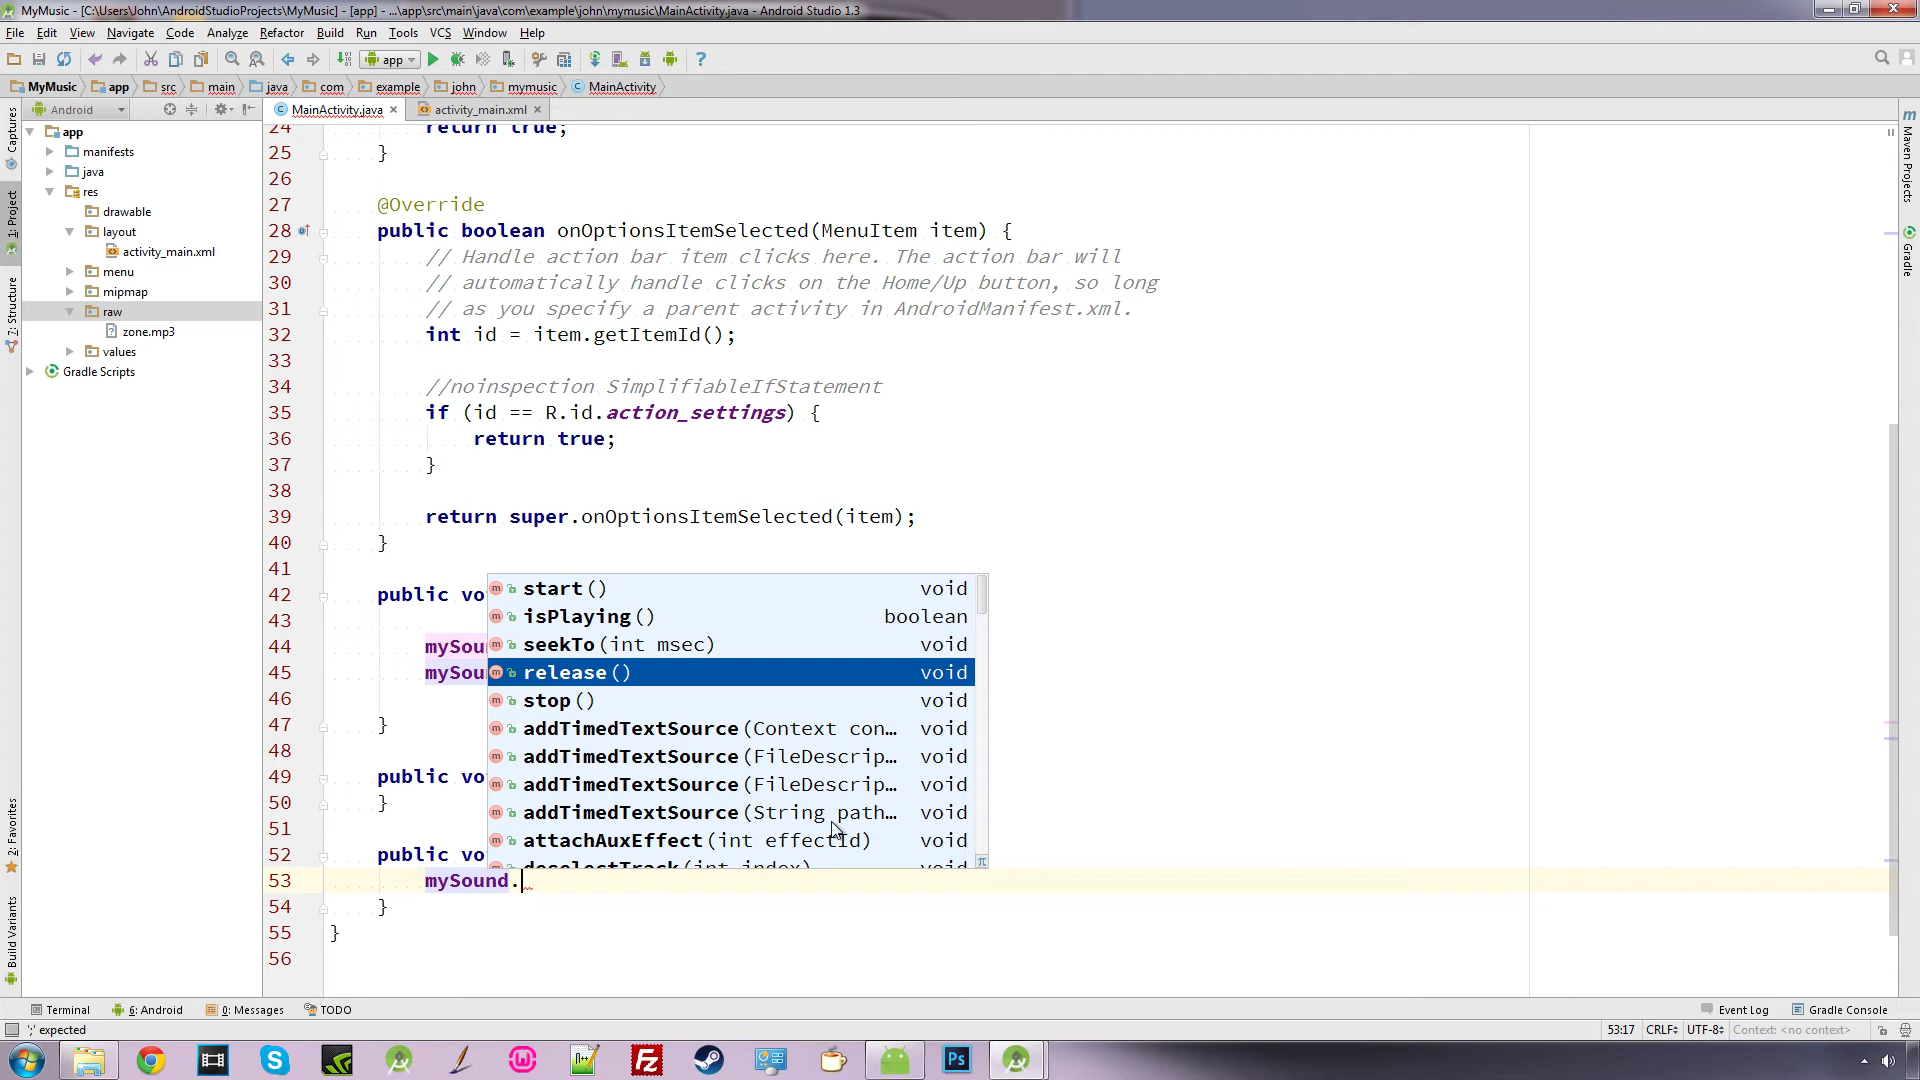 MyMusic - [C:\Users\John\AndroidStudioProjects\MyMusic] - [app] - ...\app\src\main\java\com\example\john\mymusic\MainActivity.java - Android Studio 1.3
File Edit View Navigate Code Analyze Refactor Build Run Tools VCS Window Help
app
MyMusic app src main java com example john mymusic MainActivity
Android
MainActivity.java activity_main.xml
Captures
1: Project
7: Structure
2: Favorites
Build Variants
app
manifests
java
res
drawable
layout
activity_main.xml
menu
mipmap
raw
zone.mp3
values
Gradle Scripts
24 return true;
25 }
26
27 @Override
28 public boolean onOptionsItemSelected(MenuItem item) {
29 // Handle action bar item clicks here. The action bar will
30 // automatically handle clicks on the Home/Up button, so long
31 // as you specify a parent activity in AndroidManifest.xml.
32 int id = item.getItemId();
33
34 //noinspection SimplifiableIfStatement
35 if (id == R.id.action_settings) {
36 return true;
37 }
38
39 return super.onOptionsItemSelected(item);
40 }
41
42 public vo
43
44 mySou
45 mySou
46
47 }
48
49 public vo
50 }
51
52 public vo
53 mySound.
54 }
55 }
56
start() void
isPlaying() boolean
seekTo(int msec) void
release() void
stop() void
addTimedTextSource(Context con... void
addTimedTextSource(FileDescrip... void
addTimedTextSource(FileDescrip... void
addTimedTextSource(String path... void
attachAuxEffect(int effectId) void
deselectTrack(int index) void
π
m
Maven Projects
Gradle
Terminal 6: Android 0: Messages TODO Event Log Gradle Console
';' expected 53:17 CRLF UTF-8 Context: <no context>
Fz Ps